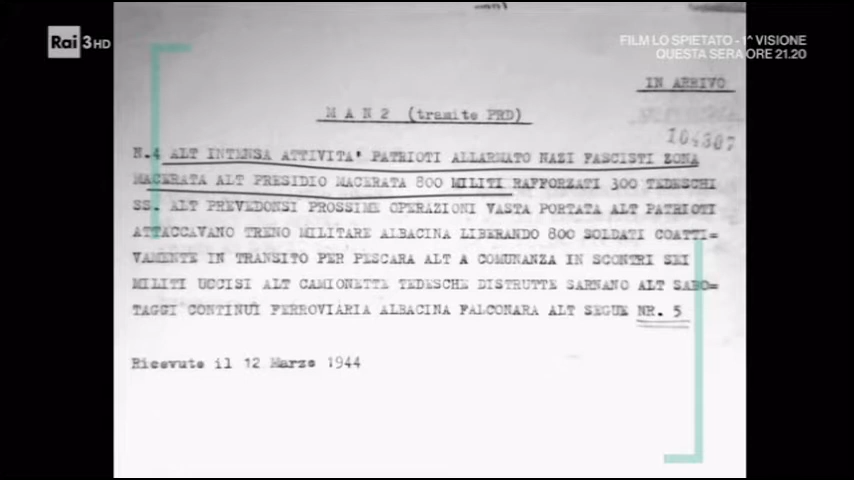 Rai 3 HD
FILM LO SPIETATO - 1^ VISIONE
QUESTA SERA ORE 21.20
IN ARRIVO
M A N 2 (tramite PRD)
104307
N.4 ALT INTENSA ATTIVITA' PATRIOTI ALLARMATO NAZI FASCISTI ZONA
MACERATA ALT PRESIDIO MACERATA 800 MILITI RAFFORZATI 300 TEDESCHI
SS. ALT PREVEDONSI PROSSIME OPERAZIONI VASTA PORTATA ALT PATRIOTI
ATTACCAVANO TRENO MILITARE ALBACINA LIBERANDO 800 SOLDATI COATTI=
VAMENTE IN TRANSITO PER PESCARA ALT A COMUNANZA IN SCONTRI SEI
MILITI UCCISI ALT CAMIONETTE TEDESCHE DISTRUTTE SARNANO ALT SABO=
TAGGI CONTINUI FERROVIARIA ALBACINA FALCONARA ALT SEGUE NR. 5
Ricevute il 12 Marzo 1944